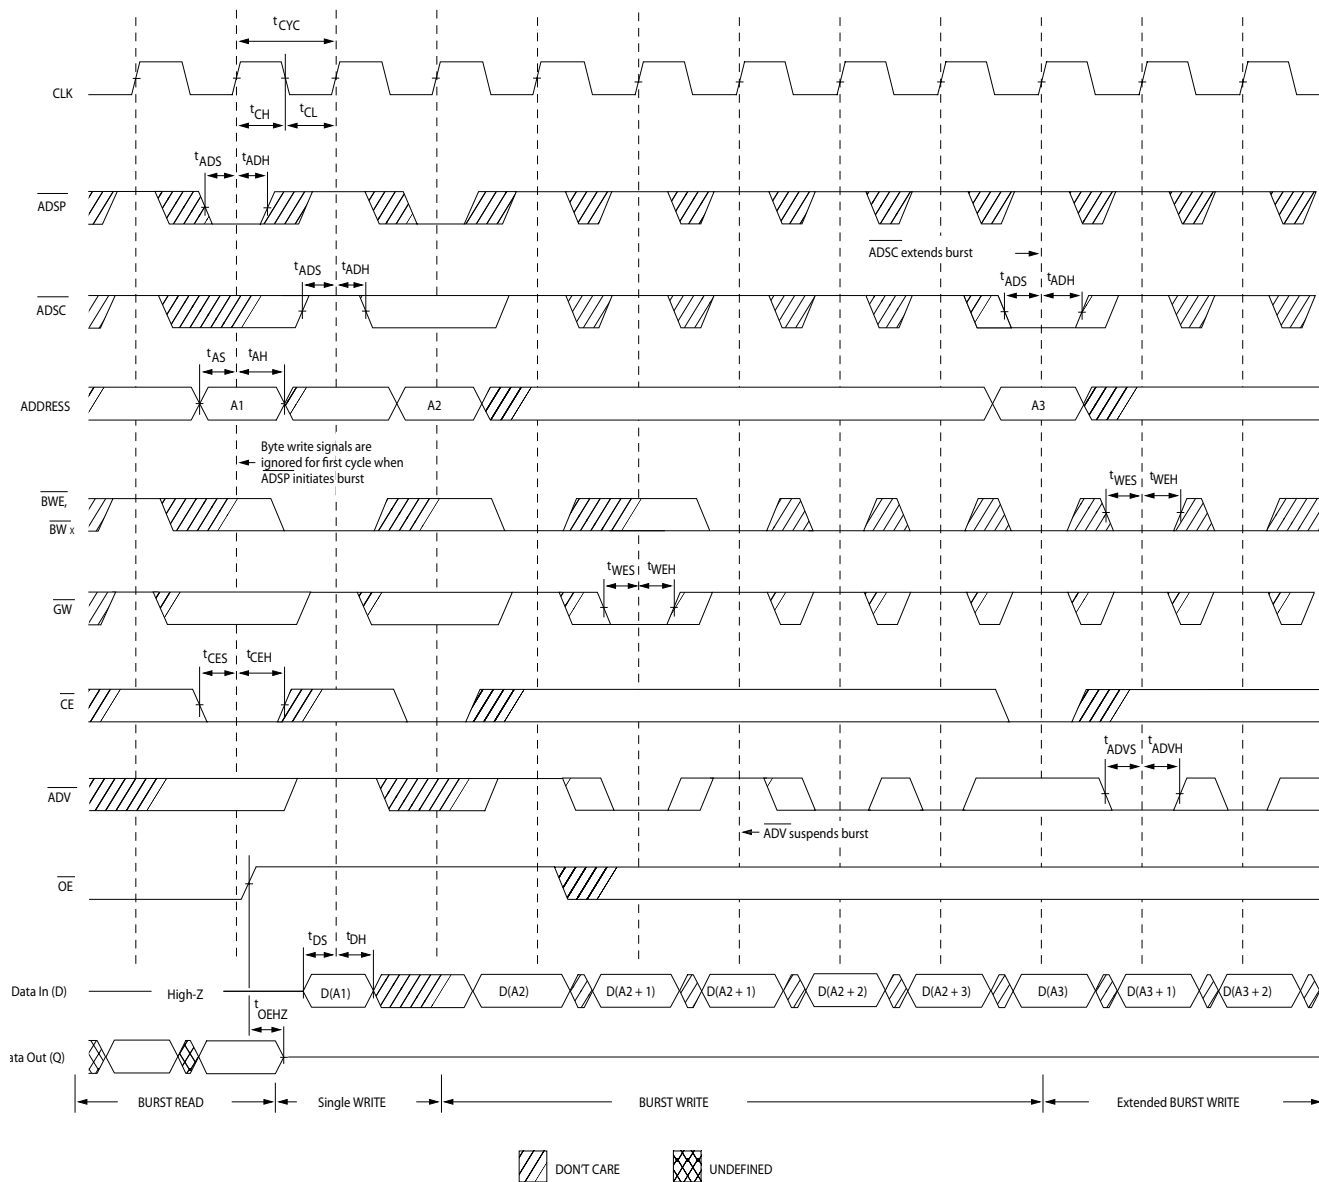 tCYC
CLK
tCH
tCL
tADS
tADH
ADSP
ADSC extends burst
tADS
tADH
tADS
tADH
ADSC
tAS
tAH
ADDRESS
A1
A2
A3
Byte write signals are
ignored for first cycle when
ADSP initiates burst
tWES
tWEH
BWE,
BW x
tWES
tWEH
GW
tCES
tCEH
CE
tADVS
tADVH
ADV
ADV suspends burst
OE
tDS
tDH
Data In (D)
High-Z
D(A1)
D(A2)
D(A2 + 1)
D(A2 + 1)
D(A2 + 2)
D(A2 + 3)
D(A3)
D(A3 + 1)
D(A3 + 2)
tOEHZ
ata Out (Q)
BURST READ
Single WRITE
BURST WRITE
Extended BURST WRITE
DON'T CARE
UNDEFINED